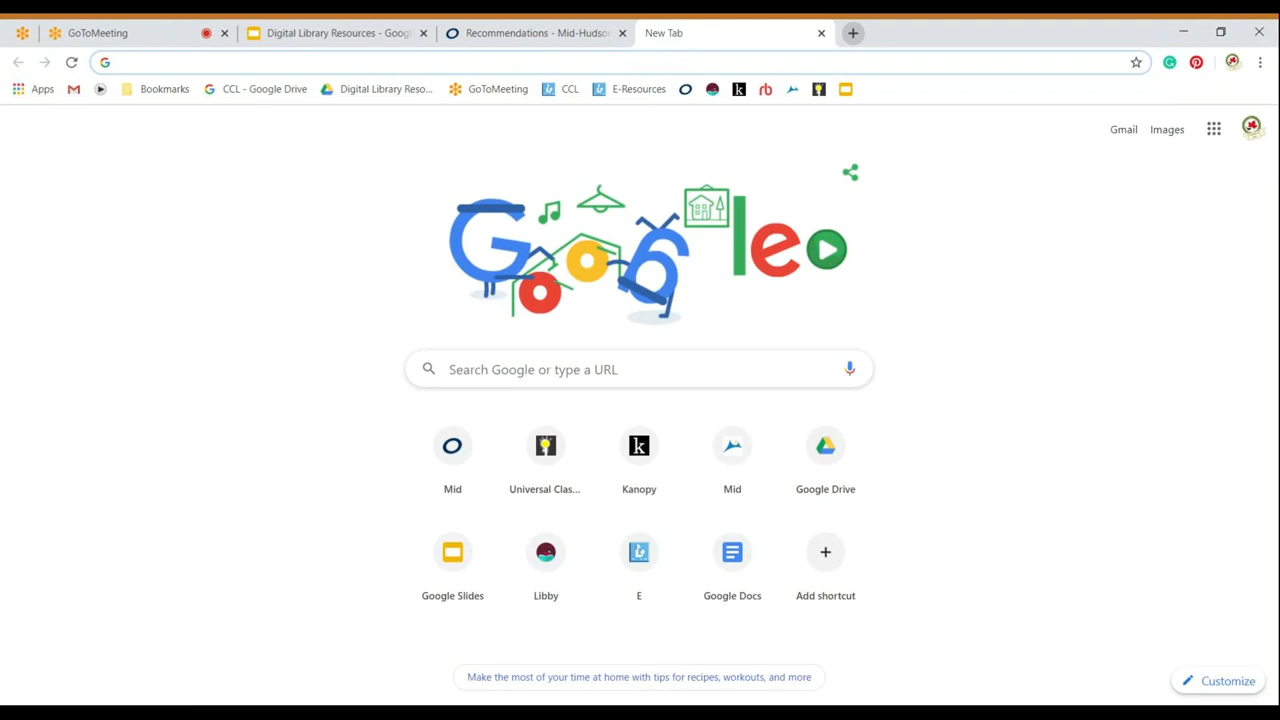 GoToMeeting
Digital Library Resources - Googl
Recommendations - Mid-Hudso
New Tab
Apps
Bookmarks
CCL - Google Drive
Digital Library Reso...
GoToMeeting
CCL
E-Resources
rb
Gmail
Images
Google
Search Google or type a URL
k
Mid
Universal Clas...
Kanopy
Mid
Google Drive
Google Slides
Libby
E
Google Docs
Add shortcut
Make the most of your time at home with tips for recipes, workouts, and more
Customize